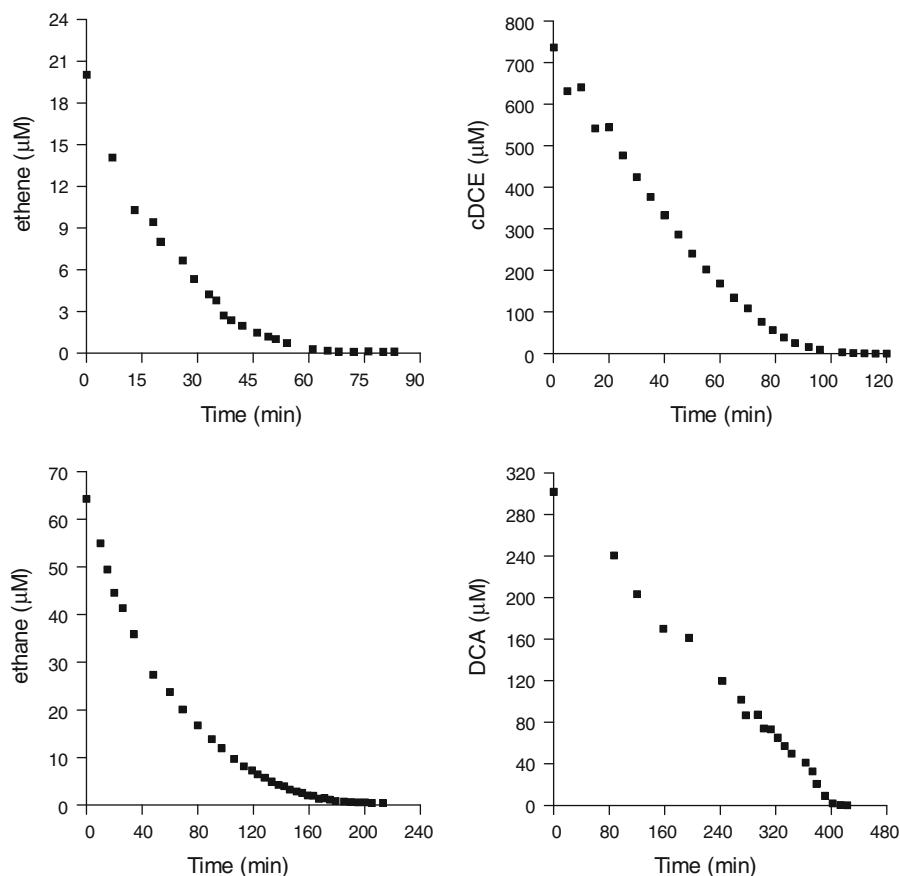 24
21
18
15
12
9
6
3
0
ethene (μM)
0 15 30 45 60 75 90
Time (min)
800
700
600
500
400
300
200
100
0
cDCE (μM)
0 20 40 60 80 100 120
Time (min)
70
60
50
40
30
20
10
0
ethane (μM)
0 40 80 120 160 200 240
Time (min)
320
280
240
200
160
120
80
40
0
DCA (μM)
0 80 160 240 320 400 480
Time (min)